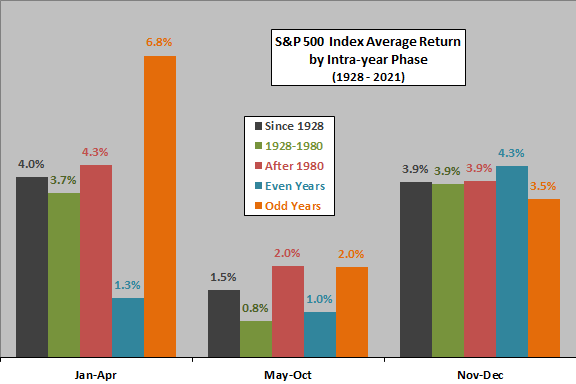 S&P 500 Index Average Return
by Intra-year Phase
(1928 - 2021)
Since 1928
1928-1980
After 1980
Even Years
Odd Years
4.0%
3.7%
4.3%
1.3%
6.8%
1.5%
0.8%
2.0%
1.0%
2.0%
3.9%
3.9%
3.9%
4.3%
3.5%
Jan-Apr
May-Oct
Nov-Dec